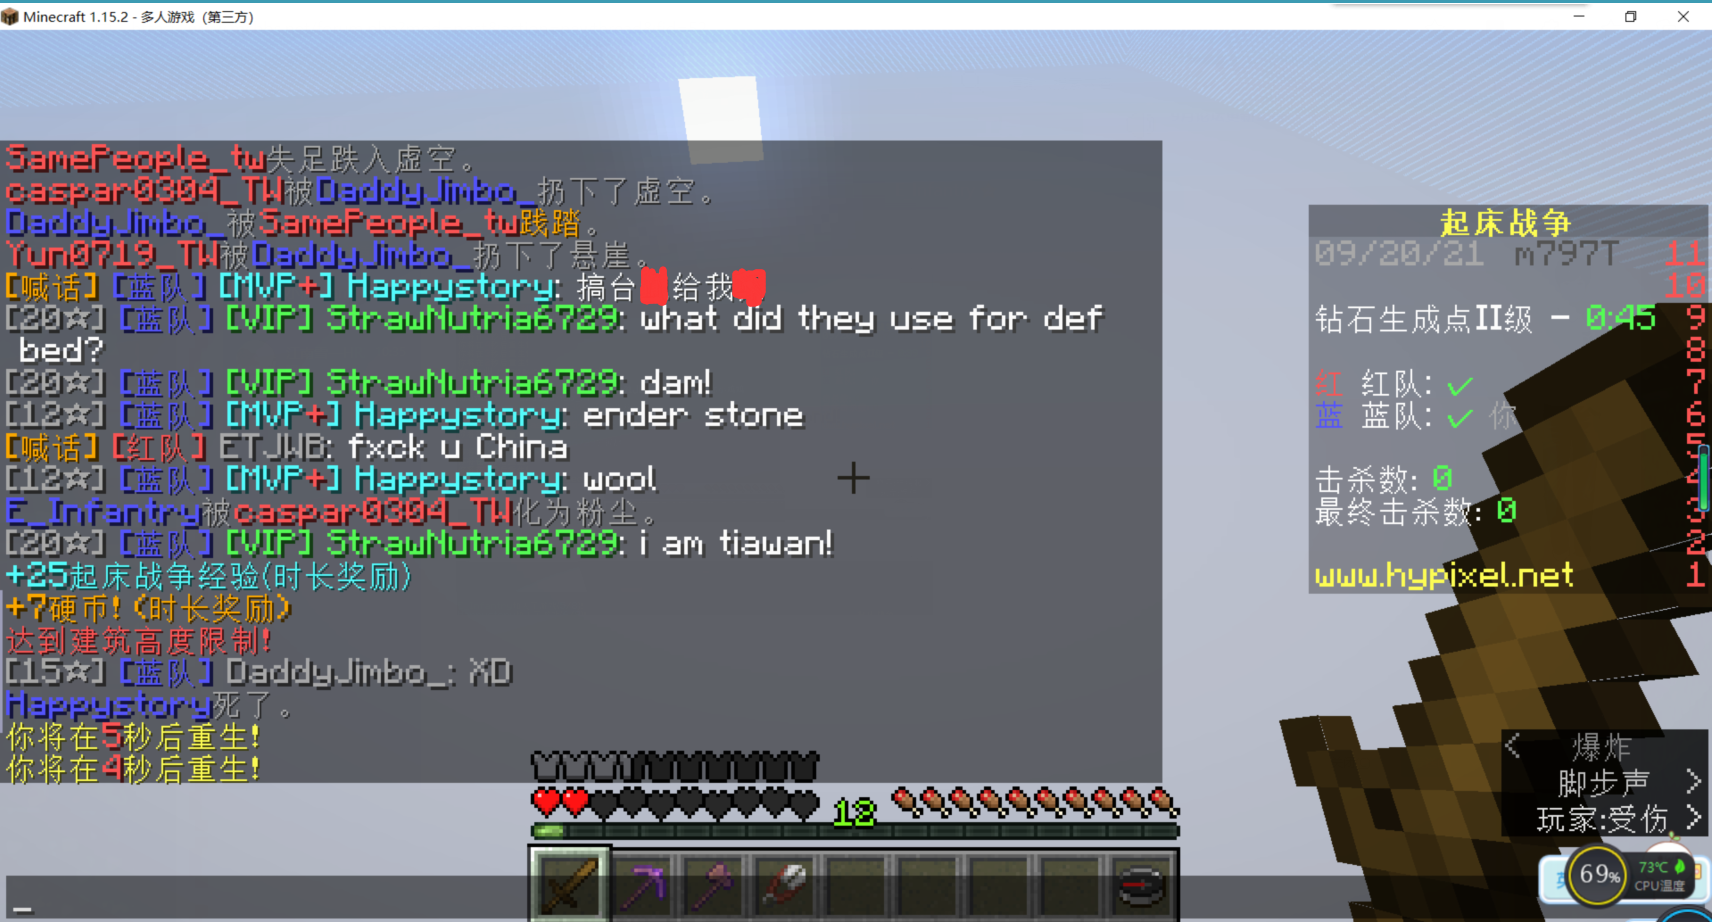 Minecraft 1.15.2 - 多人游戏（第三方）
SamePeople_tw失足跌入虚空。
caspar0304_TW被DaddyJimbo_扔下了虚空。
DaddyJimbo_被SamePeople_tw践踏。
Yun0719_TW被DaddyJimbo_扔下了悬崖。
[喊话] [蓝队] [MVP+] Happystory: 搞台 给我
[20☆] [蓝队] [VIP] StrawNutria6729: what did they use for def
bed?
[20☆] [蓝队] [VIP] StrawNutria6729: dam!
[12☆] [蓝队] [MVP+] Happystory: ender stone
[喊话] [红队] ETJWB: fxck u China
[12☆] [蓝队] [MVP+] Happystory: wool
E_Infantry被caspar0304_TW化为粉尘。
[20☆] [蓝队] [VIP] StrawNutria6729: i am tiawan!
+25起床战争经验(时长奖励)
+7硬币! (时长奖励)
达到建筑高度限制!
[15☆] [蓝队] DaddyJimbo_: XD
Happystory死了。
你将在5秒后重生!
你将在4秒后重生!
起床战争
09/20/21 m797T 11
10
钻石生成点II级 - 0:45 9
8
红 红队: ✓ 7
蓝 蓝队: ✓ 你 6
5
击杀数: 0 4
最终击杀数: 0 3
2
www.hypixel.net 1
< 爆炸
脚步声 >
玩家:受伤 >
12
69%
73℃
CPU温度
_